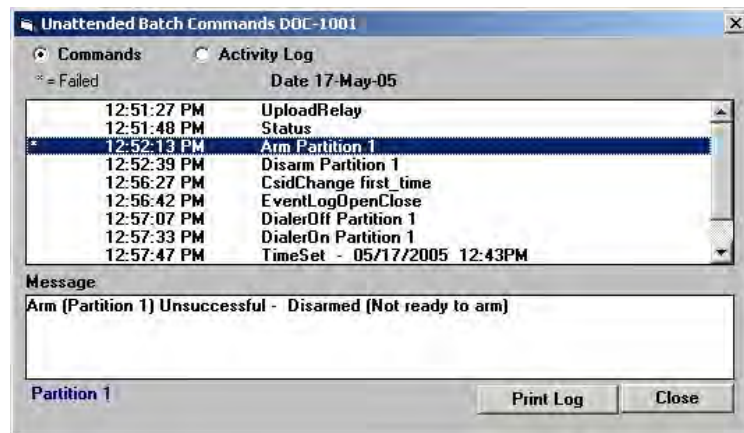 Unattended Batch Commands DOC-1001
Commands Activity Log
* = Failed Date 17-May-05
12:51:27 PM UploadRelay
12:51:48 PM Status
* 12:52:13 PM Arm Partition 1
12:52:39 PM Disarm Partition 1
12:56:27 PM CsidChange first_time
12:56:42 PM EventLogOpenClose
12:57:07 PM DialerOff Partition 1
12:57:33 PM DialerOn Partition 1
12:57:47 PM TimeSet - 05/17/2005 12:43PM
Message
Arm (Partition 1) Unsuccessful - Disarmed (Not ready to arm)
Partition 1 Print Log Close